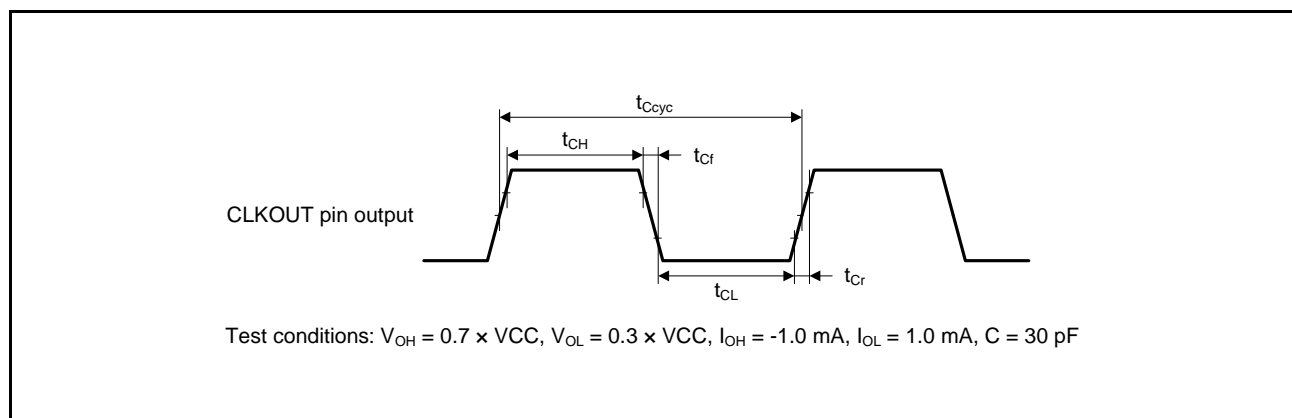 tCcyc
tCH
tCf
CLKOUT pin output
tCL
tCr
Test conditions: VOH = 0.7 × VCC, VOL = 0.3 × VCC, IOH = -1.0 mA, IOL = 1.0 mA, C = 30 pF